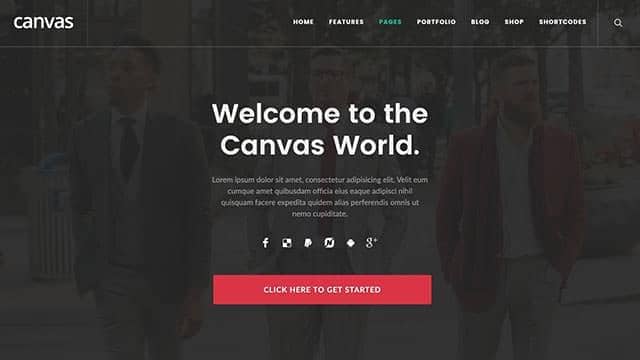 canvas
HOME FEATURES PAGES PORTFOLIO BLOG SHOP SHORTCODES
Welcome to the
Canvas World.
Lorem ipsum dolor sit amet, consectetur adipisicing elit. Velit eum
cumque amet quibusdam officia eius eaque adipisci nihil
quisquam facere expedita quidem alias perferendis omnis ut
nemo cupiditate.
CLICK HERE TO GET STARTED